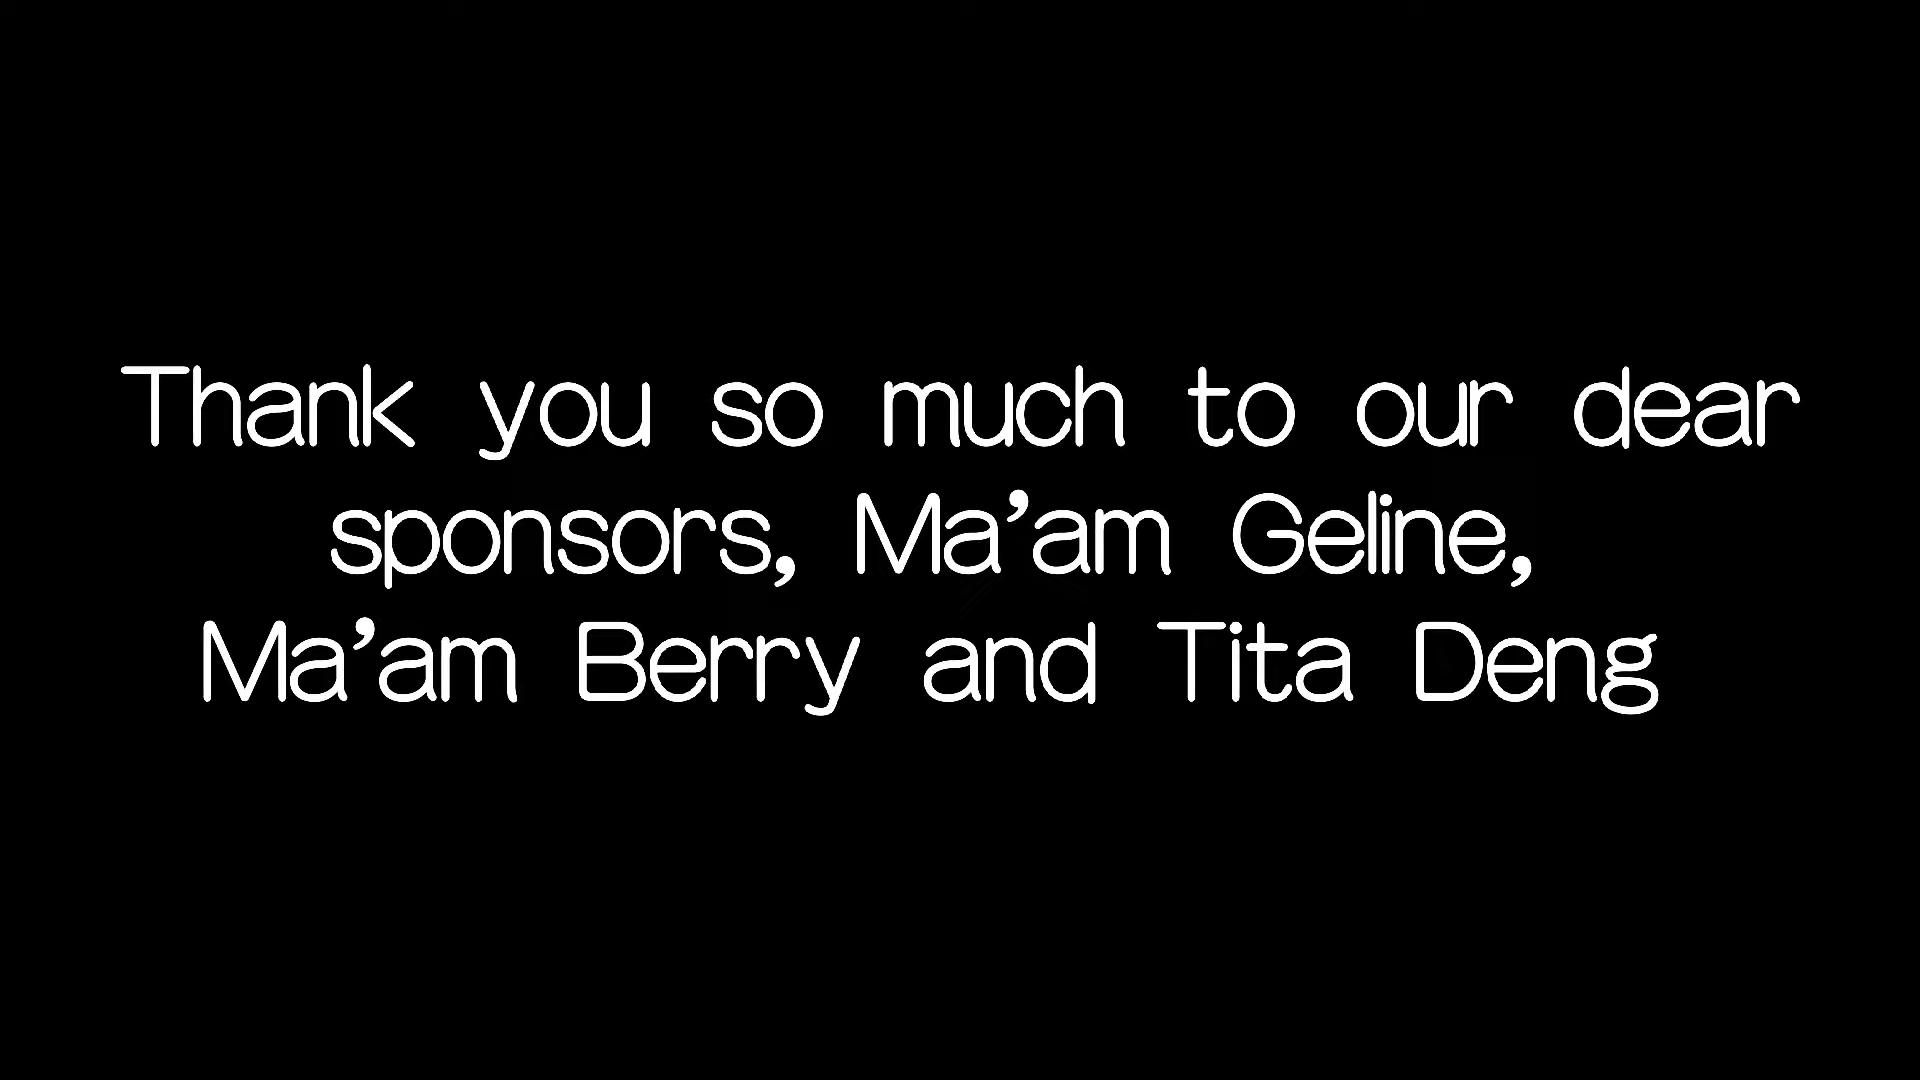 Thank you so much to our dear
sponsors, Ma’am Geline,
Ma’am Berry and Tita Deng